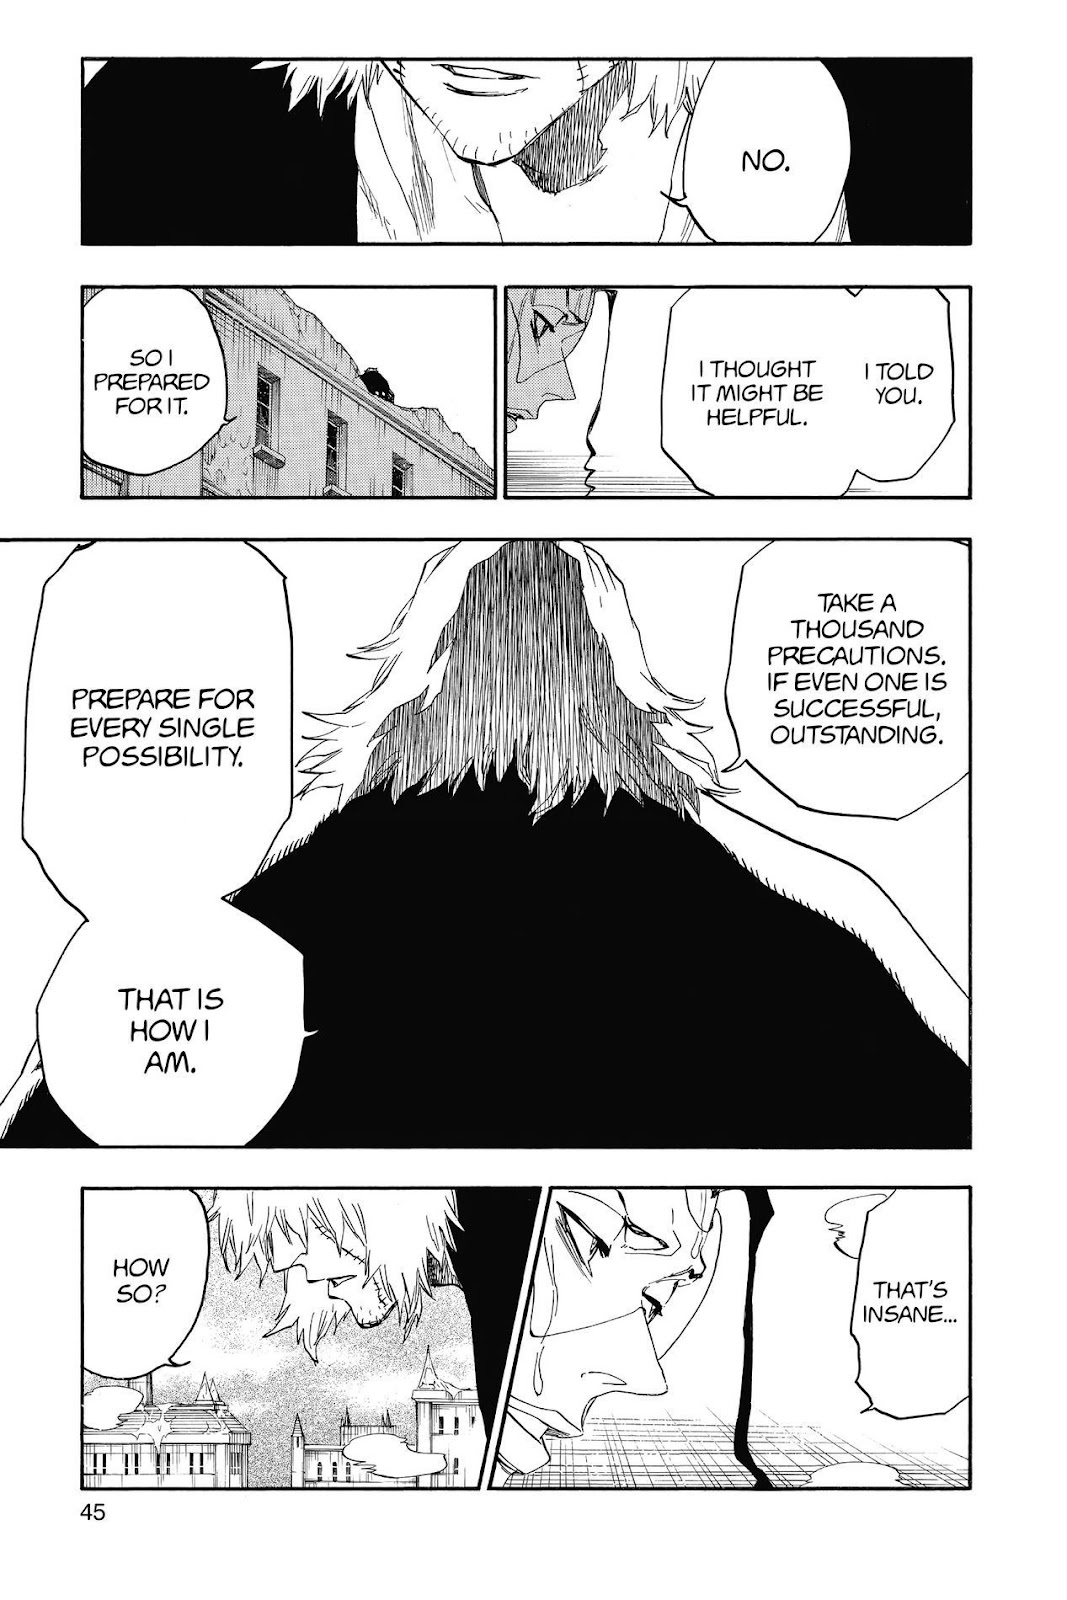 NO.
I TOLD
YOU.
I THOUGHT
IT MIGHT BE
HELPFUL.
SO I
PREPARED
FOR IT.
TAKE A
THOUSAND
PRECAUTIONS.
IF EVEN ONE IS
SUCCESSFUL,
OUTSTANDING.
PREPARE FOR
EVERY SINGLE
POSSIBILITY.
THAT IS
HOW I
AM.
THAT'S
INSANE...
HOW
SO?
45